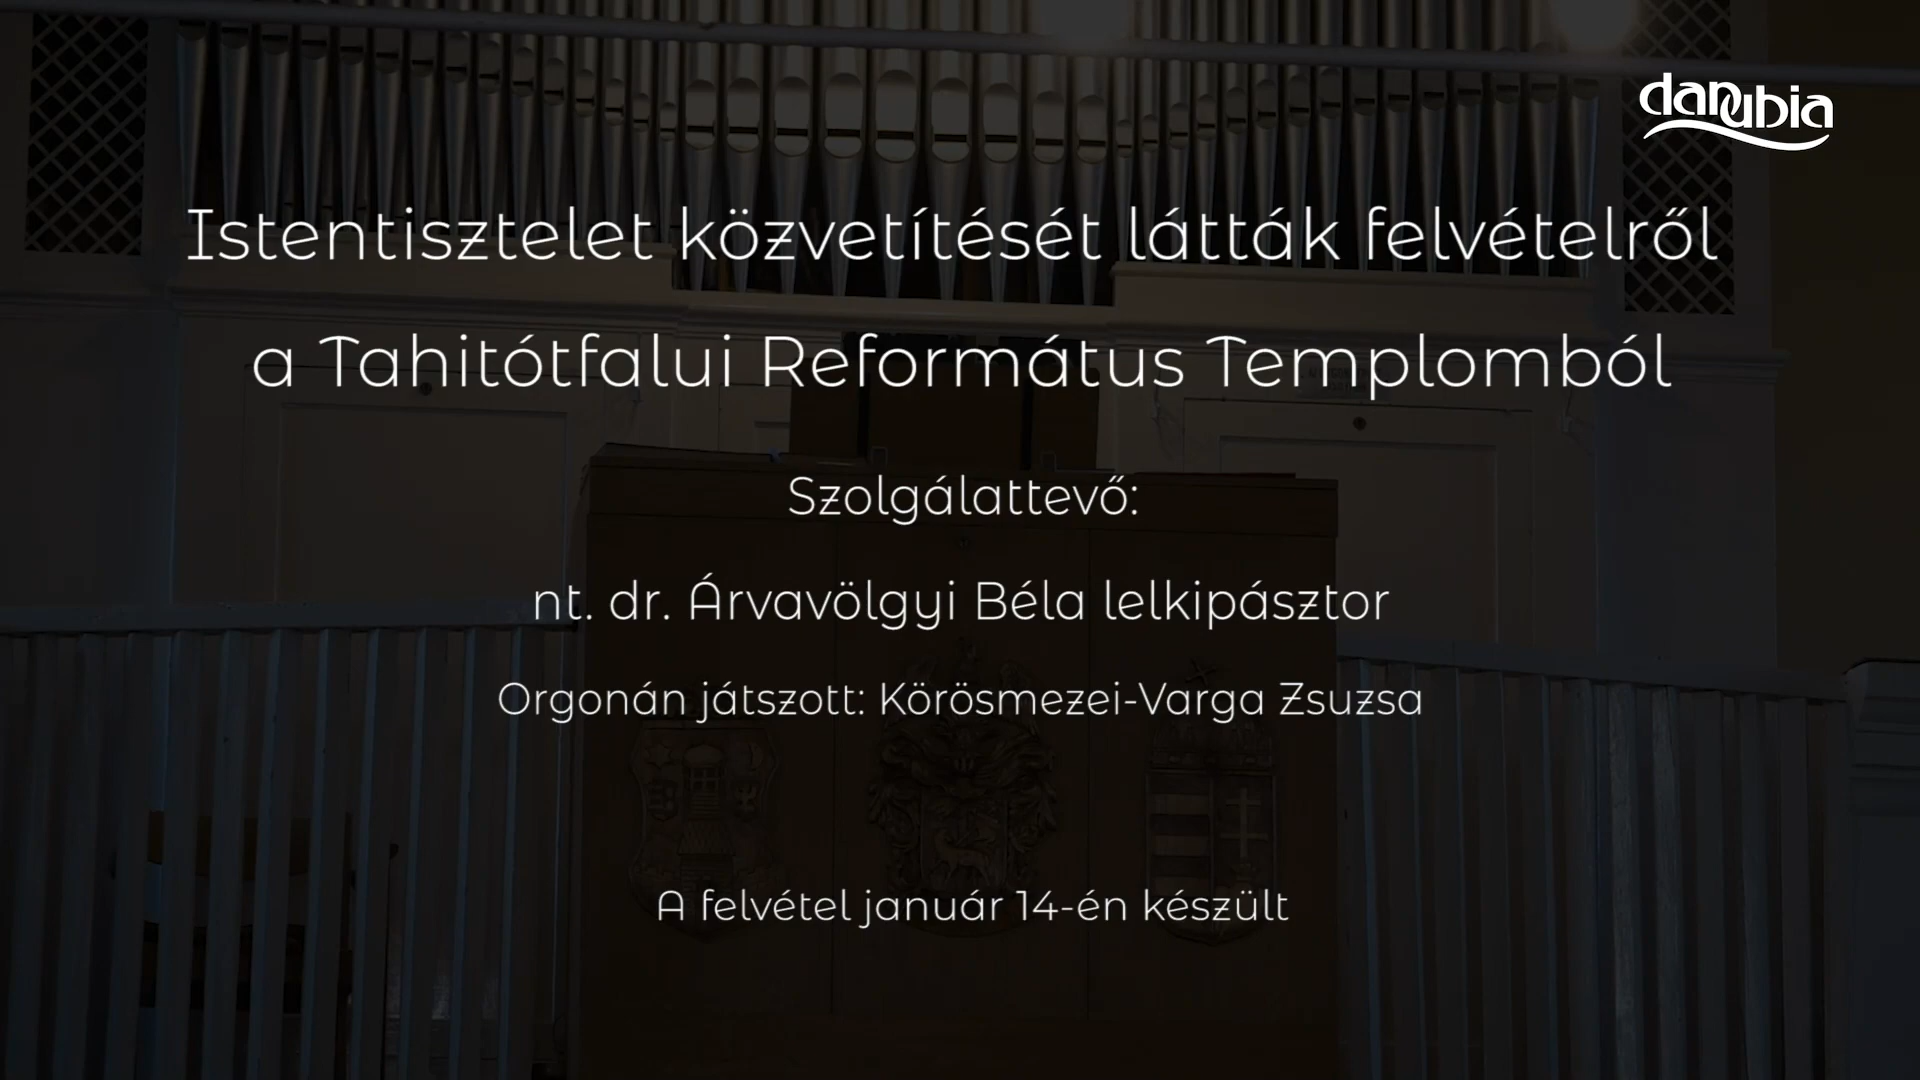 danubia
Istentisztelet közvetítését látták felvételről
a Tahitótfalui Református Templomból
Szolgálattevő:
nt. dr. Árvavölgyi Béla lelkipásztor
Orgonán játszott: Körösmezei-Varga Zsuzsa
A felvétel január 14-én készült